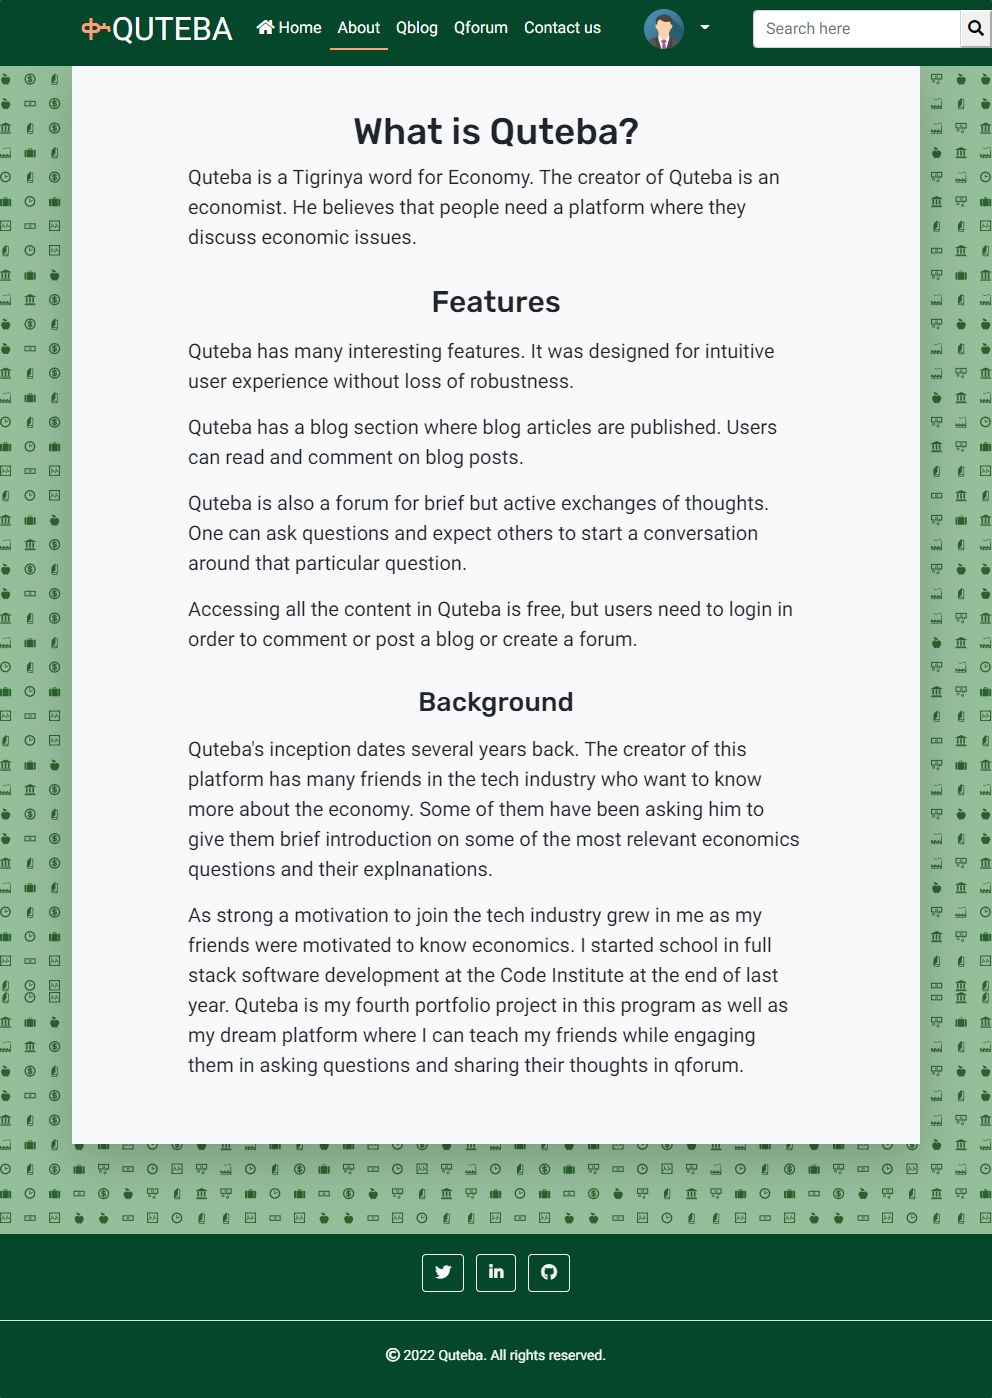 ቍQUTEBA Home About Qblog Qforum Contact us Search here
What is Quteba?
Quteba is a Tigrinya word for Economy. The creator of Quteba is an
economist. He believes that people need a platform where they
discuss economic issues.
Features
Quteba has many interesting features. It was designed for intuitive
user experience without loss of robustness.
Quteba has a blog section where blog articles are published. Users
can read and comment on blog posts.
Quteba is also a forum for brief but active exchanges of thoughts.
One can ask questions and expect others to start a conversation
around that particular question.
Accessing all the content in Quteba is free, but users need to login in
order to comment or post a blog or create a forum.
Background
Quteba's inception dates several years back. The creator of this
platform has many friends in the tech industry who want to know
more about the economy. Some of them have been asking him to
give them brief introduction on some of the most relevant economics
questions and their explnanations.
As strong a motivation to join the tech industry grew in me as my
friends were motivated to know economics. I started school in full
stack software development at the Code Institute at the end of last
year. Quteba is my fourth portfolio project in this program as well as
my dream platform where I can teach my friends while engaging
them in asking questions and sharing their thoughts in qforum.
© 2022 Quteba. All rights reserved.